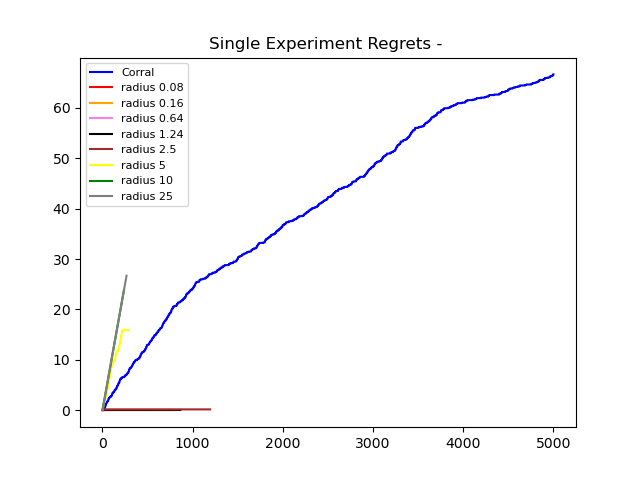 Single Experiment Regrets -
Corral
radius 0.08
radius 0.16
radius 0.64
radius 1.24
radius 2.5
radius 5
radius 10
radius 25
60
50
40
30
20
10
0
0 1000 2000 3000 4000 5000